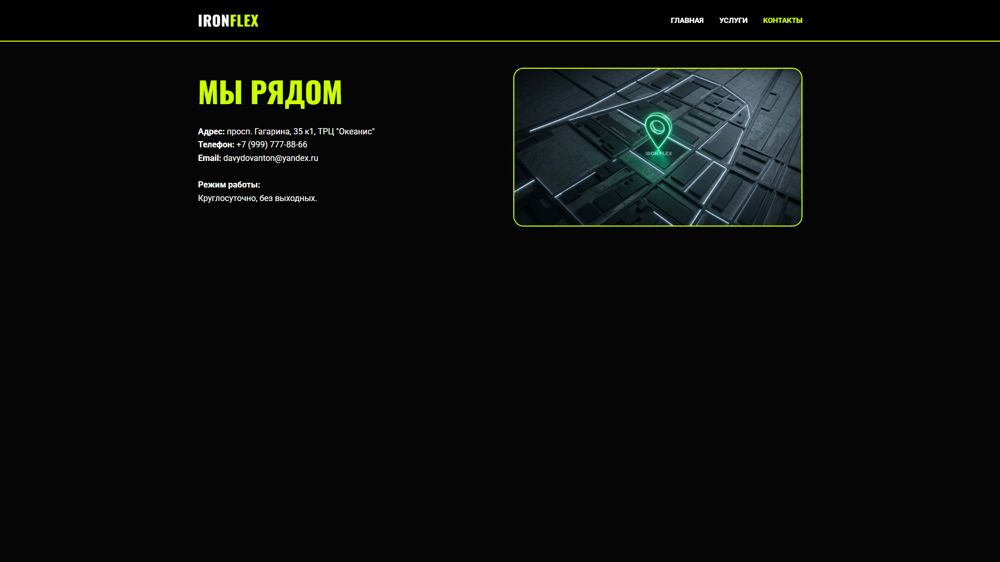 IRONFLEX
ГЛАВНАЯ УСЛУГИ КОНТАКТЫ
МЫ РЯДОМ
Адрес: просп. Гагарина, 35 к1, ТРЦ "Океанис"
Телефон: +7 (999) 777-88-66
Email: davydovanton@yandex.ru
Режим работы:
Круглосуточно, без выходных.
IRON FLEX